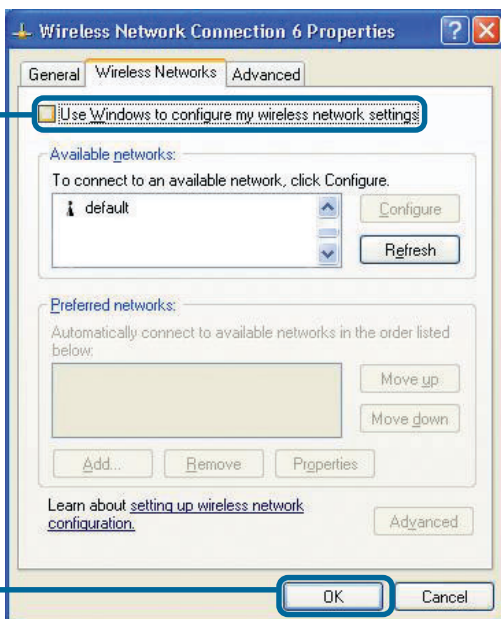 Wireless Network Connection 6 Properties
General Wireless Networks Advanced
Use Windows to configure my wireless network settings
Available networks:
To connect to an available network, click Configure.
default
Configure
Refresh
Preferred networks:
Automatically connect to available networks in the order listed
below:
Move up
Move down
Add... Remove Properties
Learn about setting up wireless network
configuration.
Advanced
OK Cancel